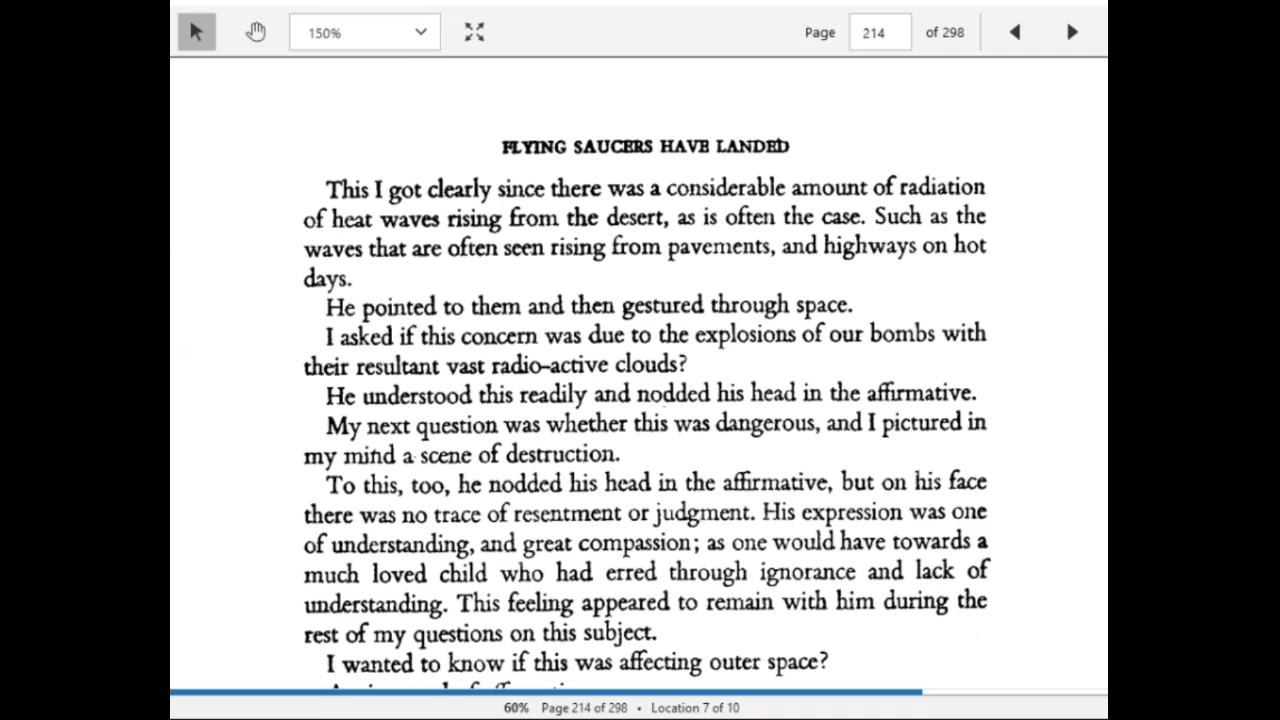 150%
Page 214 of 298
FLYING SAUCERS HAVE LANDED
This I got clearly since there was a considerable amount of radiation
of heat waves rising from the desert, as is often the case. Such as the
waves that are often seen rising from pavements, and highways on hot
days.
He pointed to them and then gestured through space.
I asked if this concern was due to the explosions of our bombs with
their resultant vast radio-active clouds?
He understood this readily and nodded his head in the affirmative.
My next question was whether this was dangerous, and I pictured in
my mind a scene of destruction.
To this, too, he nodded his head in the affirmative, but on his face
there was no trace of resentment or judgment. His expression was one
of understanding, and great compassion; as one would have towards a
much loved child who had erred through ignorance and lack of
understanding. This feeling appeared to remain with him during the
rest of my questions on this subject.
I wanted to know if this was affecting outer space?
60% Page 214 of 298 • Location 7 of 10